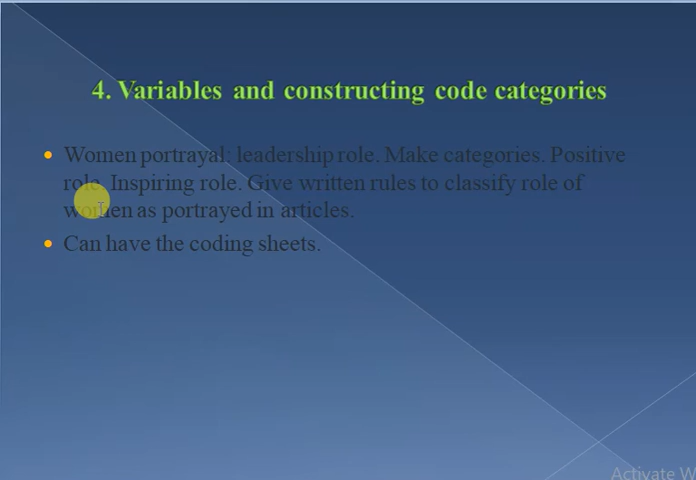 4. Variables and constructing code categories
Women portrayal: leadership role. Make categories. Positive
role. Inspiring role. Give written rules to classify role of
women as portrayed in articles.
Can have the coding sheets.
Activate W